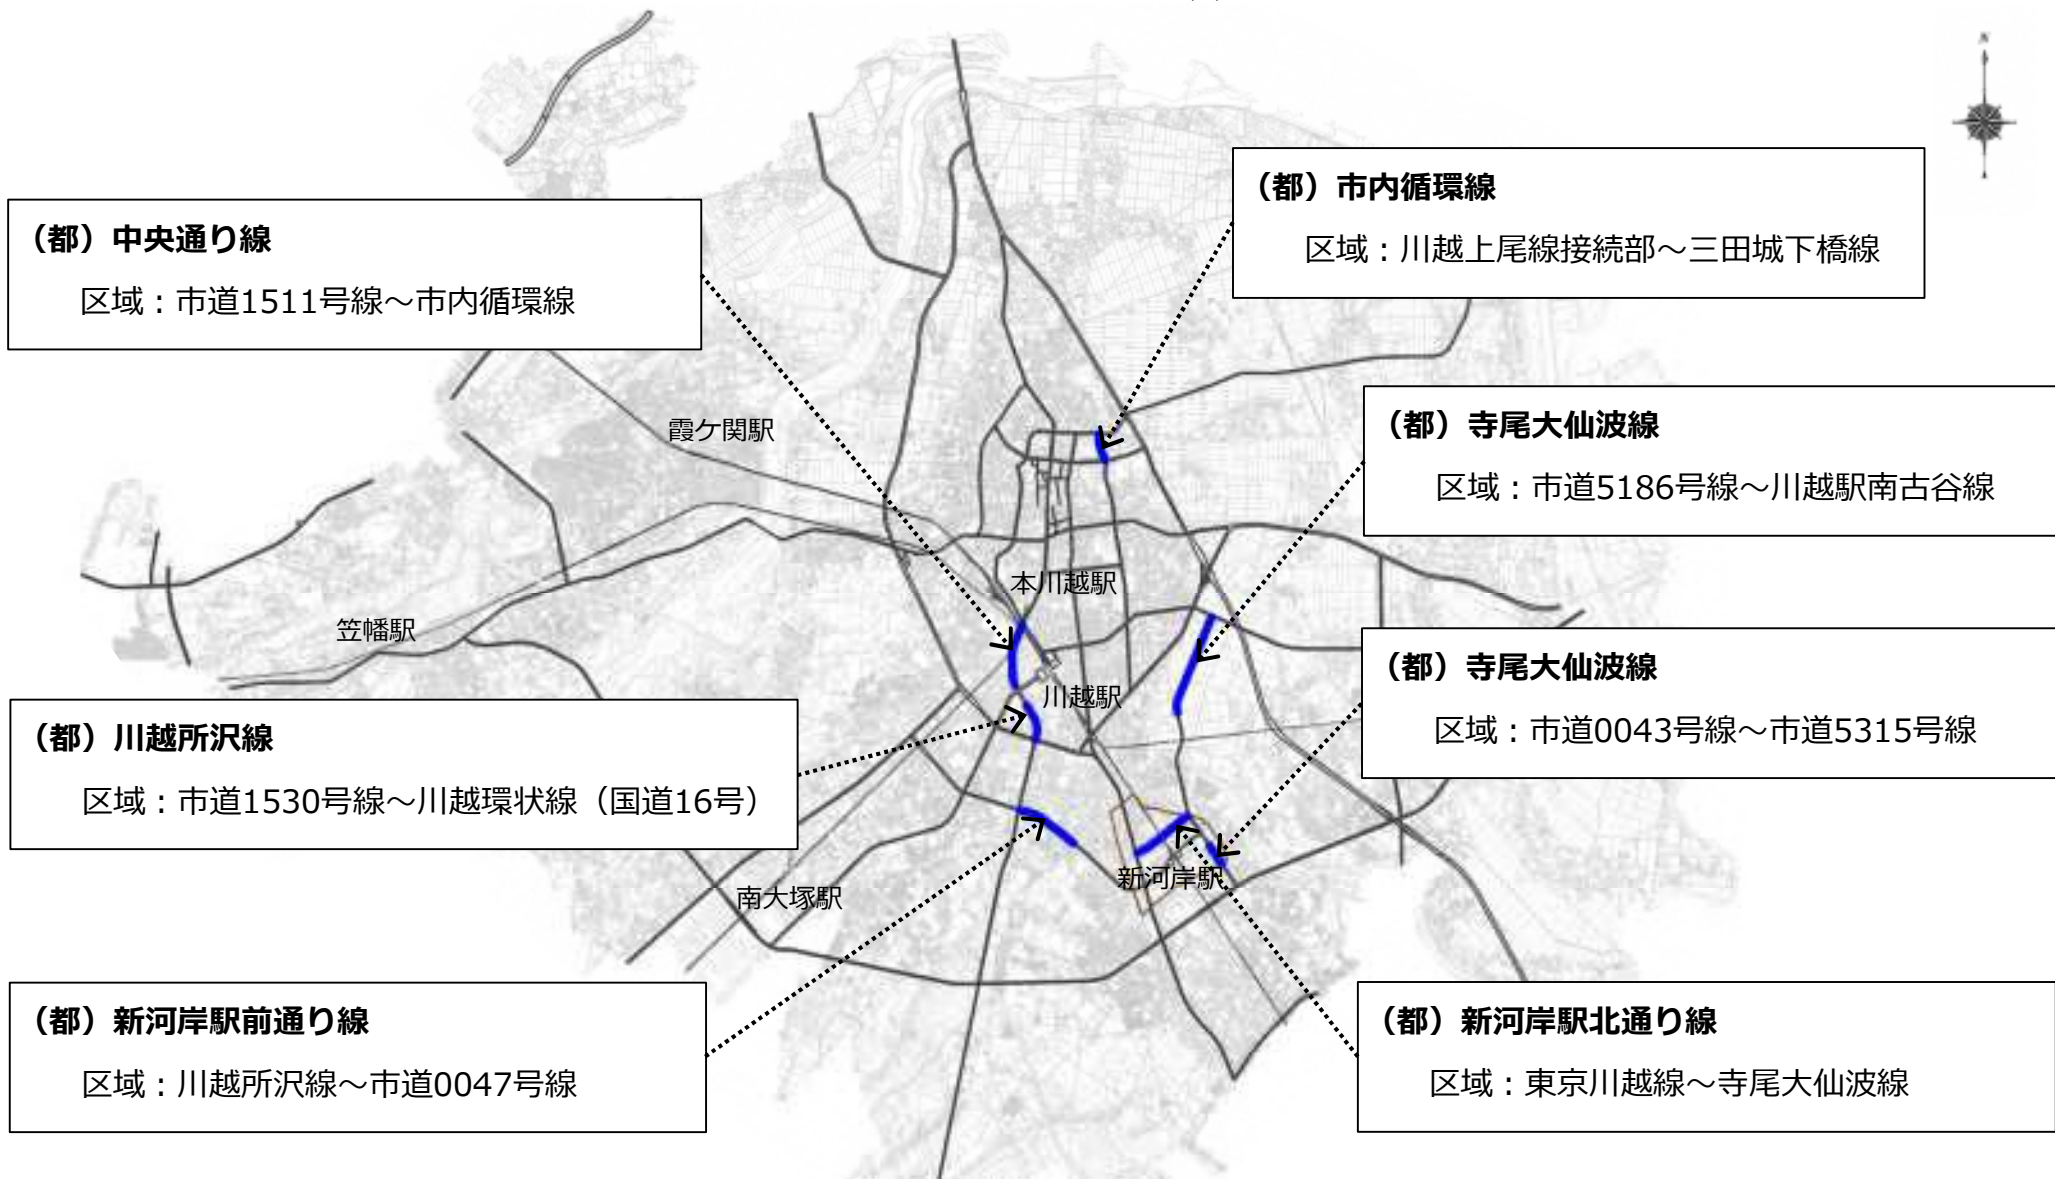 N
（都）市内循環線
区域：川越上尾線接続部～三田城下橋線
（都）中央通り線
区域：市道1511号線～市内循環線
（都）寺尾大仙波線
区域：市道5186号線～川越駅南古谷線
霞ケ関駅
本川越駅
笠幡駅
（都）寺尾大仙波線
区域：市道0043号線～市道5315号線
川越駅
（都）川越所沢線
区域：市道1530号線～川越環状線（国道16号）
新河岸駅
南大塚駅
（都）新河岸駅前通り線
区域：川越所沢線～市道0047号線
（都）新河岸駅北通り線
区域：東京川越線～寺尾大仙波線